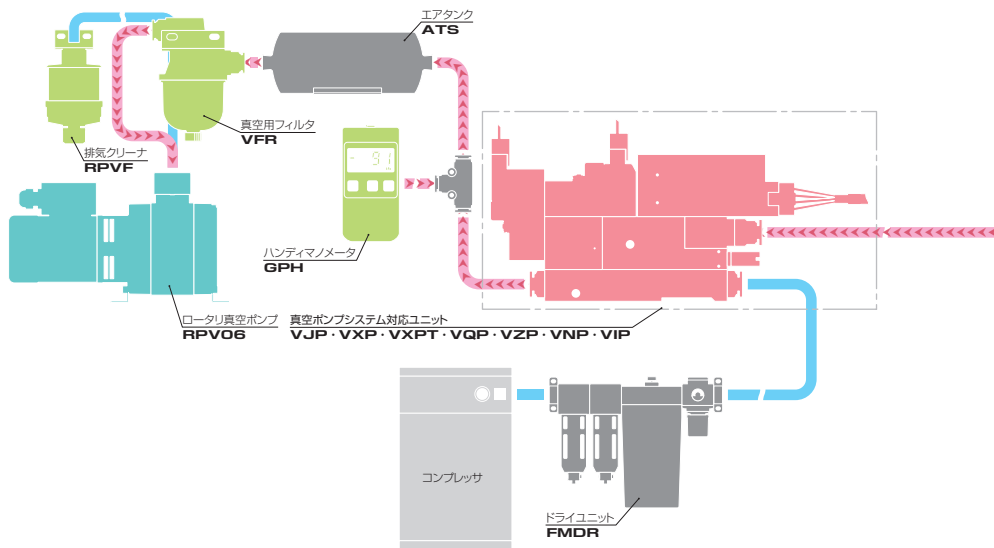 エアタンク
ATS
真空用フィルタ
VFR
排気クリーナ
RPVF
- 91
ハンディマノメータ
GPH
ロータリ真空ポンプ
RPV06
真空ポンプシステム対応ユニット
VJP・VXP・VXPT・VQP・VZP・VNP・VIP
コンプレッサ
ドライユニット
FMDR